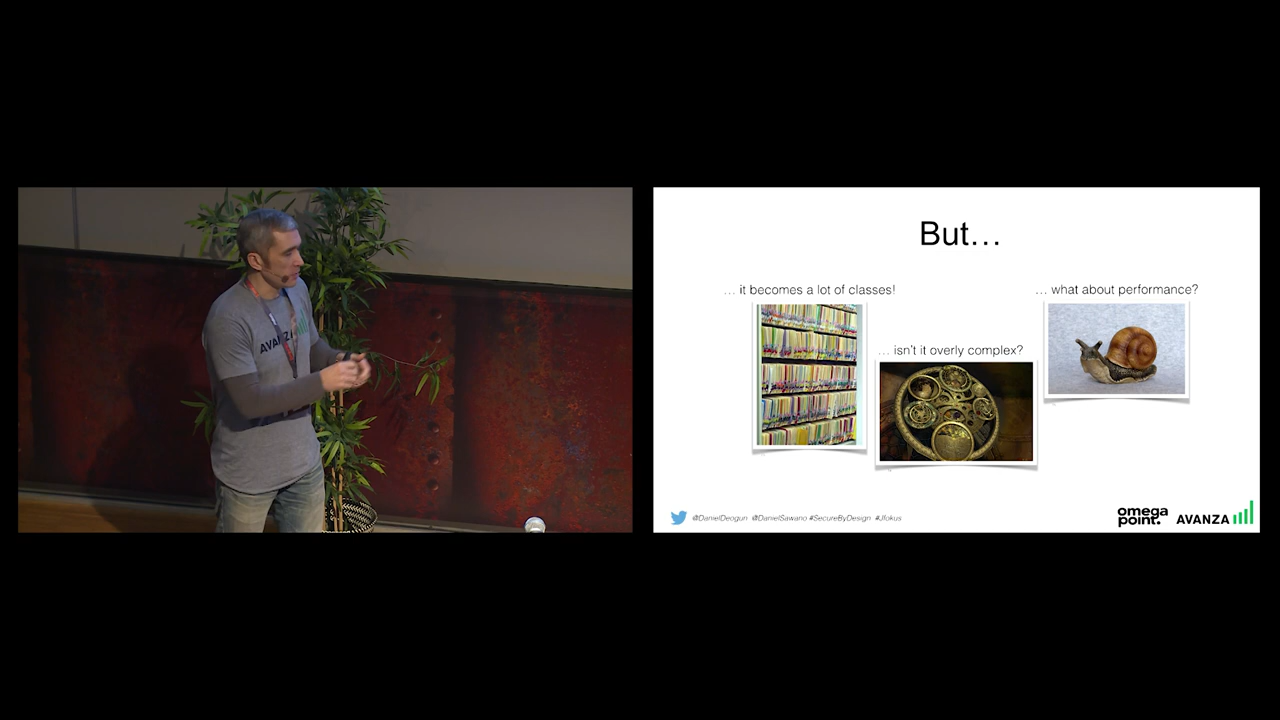 AVANZA
But…
… it becomes a lot of classes!
… what about performance?
… isn't it overly complex?
@DanielDeogun @DanielSawano #SecureByDesign #Jfokus
omega
point.
AVANZA